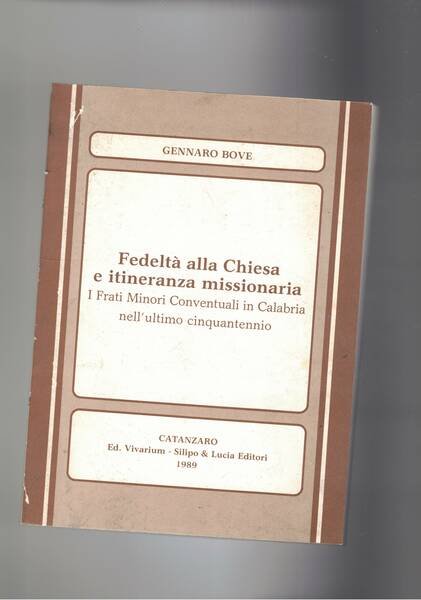 GENNARO BOVE
Fedeltà alla Chiesa
e itineranza missionaria
I Frati Minori Conventuali in Calabria
nell'ultimo cinquantennio
CATANZARO
Ed. Vivarium - Silipo & Lucia Editori
1989